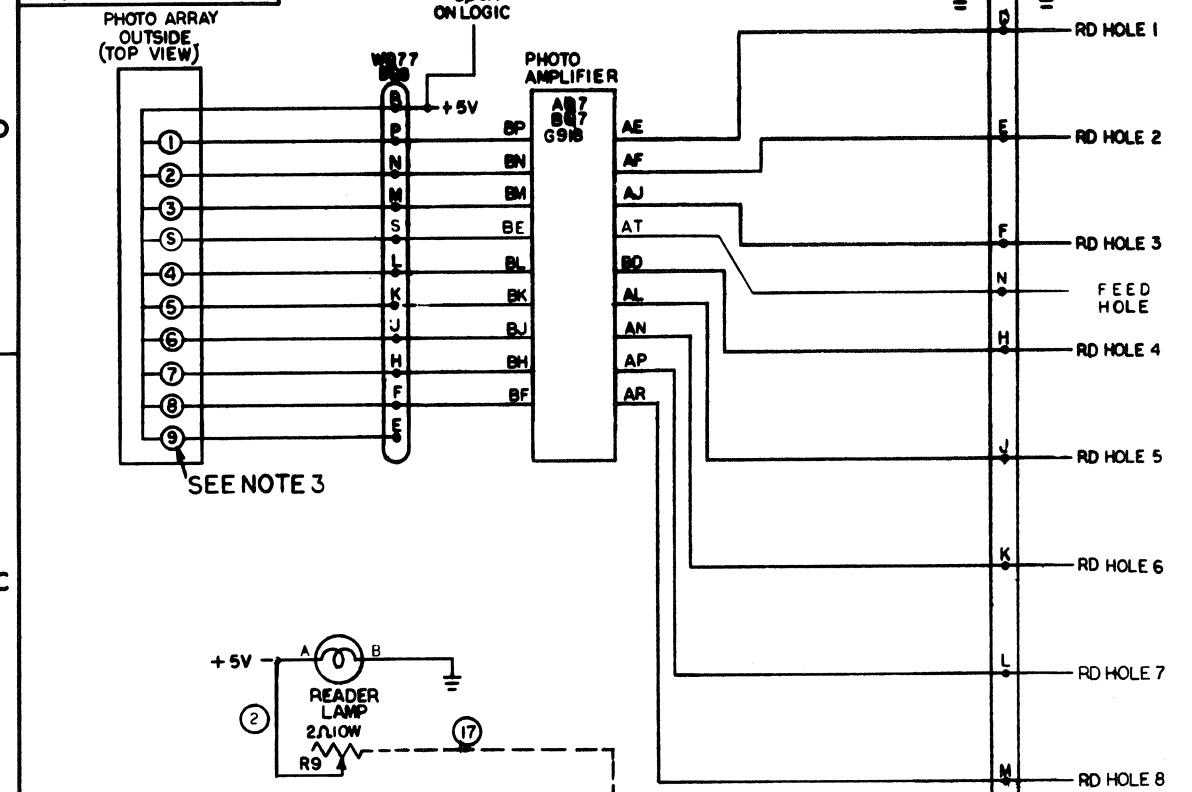 ON LOGIC
PHOTO ARRAY
OUTSIDE
(TOP VIEW)
PHOTO
AMPLIFIER
G918
+5V
1
2
3
S
4
5
6
7
8
9
P
N
M
S
L
K
J
H
F
E
BP
BN
BM
BE
BL
BK
BJ
BH
BF
AE
AF
AJ
AT
BD
AL
AN
AP
AR
RD HOLE 1
E
RD HOLE 2
F
RD HOLE 3
N
FEED
HOLE
H
RD HOLE 4
J
RD HOLE 5
K
RD HOLE 6
L
RD HOLE 7
M
RD HOLE 8
SEE NOTE 3
+5V
A
B
READER
LAMP
2Ω 10W
R9
2
17
C